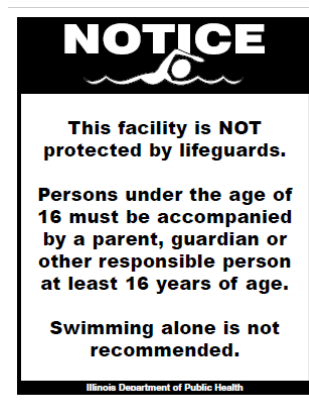 NOTICE
This facility is NOT
protected by lifeguards.
Persons under the age of
16 must be accompanied
by a parent, guardian or
other responsible person
at least 16 years of age.
Swimming alone is not
recommended.
Illinois Department of Public Health